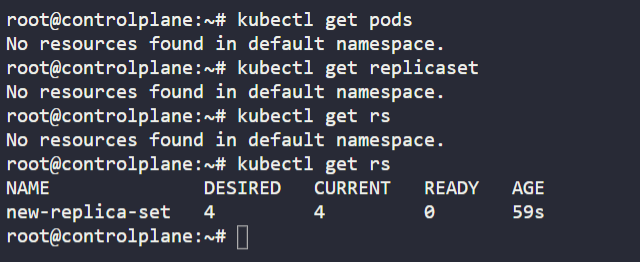 root@controlplane:~# kubectl get pods
No resources found in default namespace.
root@controlplane:~# kubectl get replicaset
No resources found in default namespace.
root@controlplane:~# kubectl get rs
No resources found in default namespace.
root@controlplane:~# kubectl get rs
NAME              DESIRED   CURRENT   READY   AGE
new-replica-set   4         4         0       59s
root@controlplane:~#